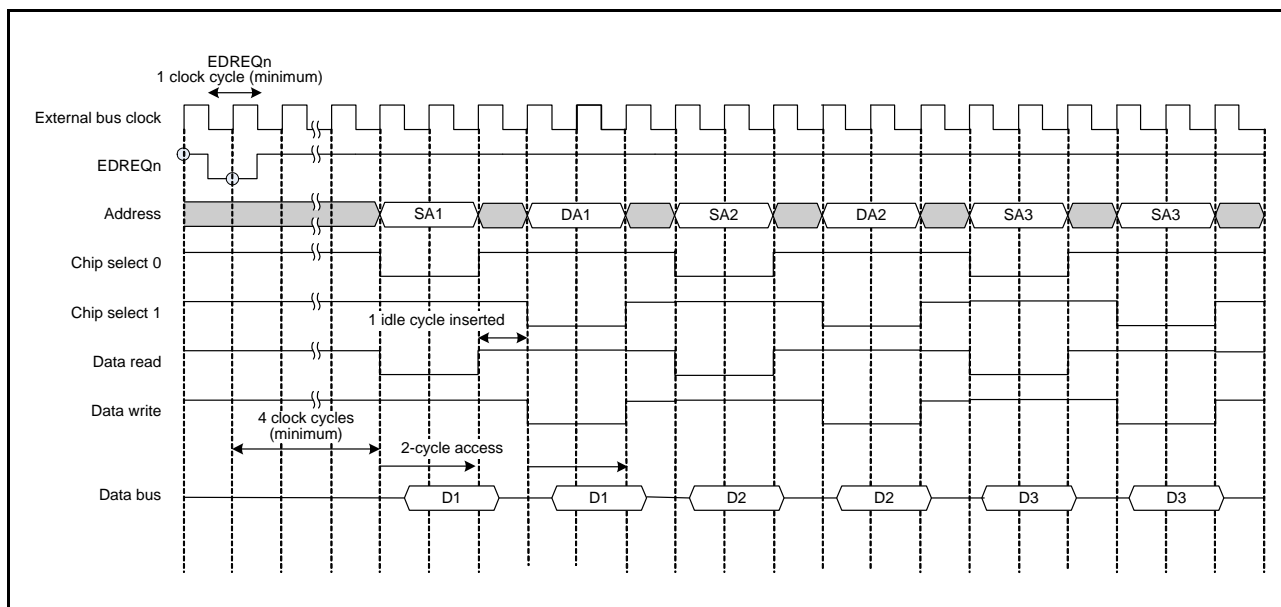 EDREQn
1 clock cycle (minimum)
External bus clock
EDREQn
Address
SA1
DA1
SA2
DA2
SA3
SA3
Chip select 0
Chip select 1
1 idle cycle inserted
Data read
Data write
4 clock cycles
(minimum)
2-cycle access
Data bus
D1
D1
D2
D2
D3
D3